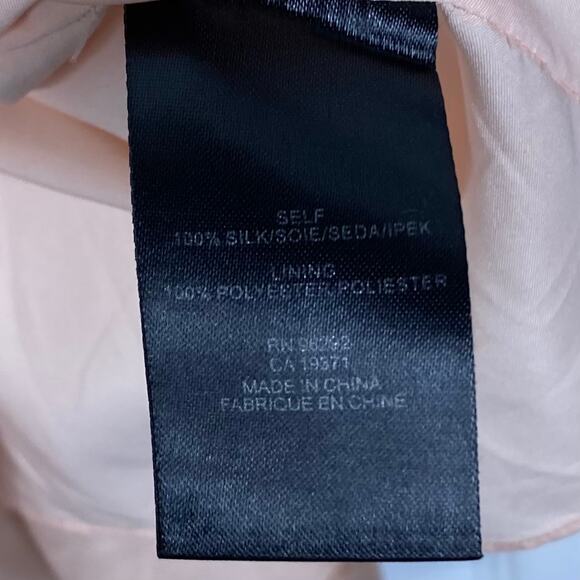 SELF
100% SILK/SOIE/SEDA/IPEK
LINING
100% POLYESTER/POLIESTER
RN
CA 19371
MADE IN CHINA
FABRIQUE EN CHINE